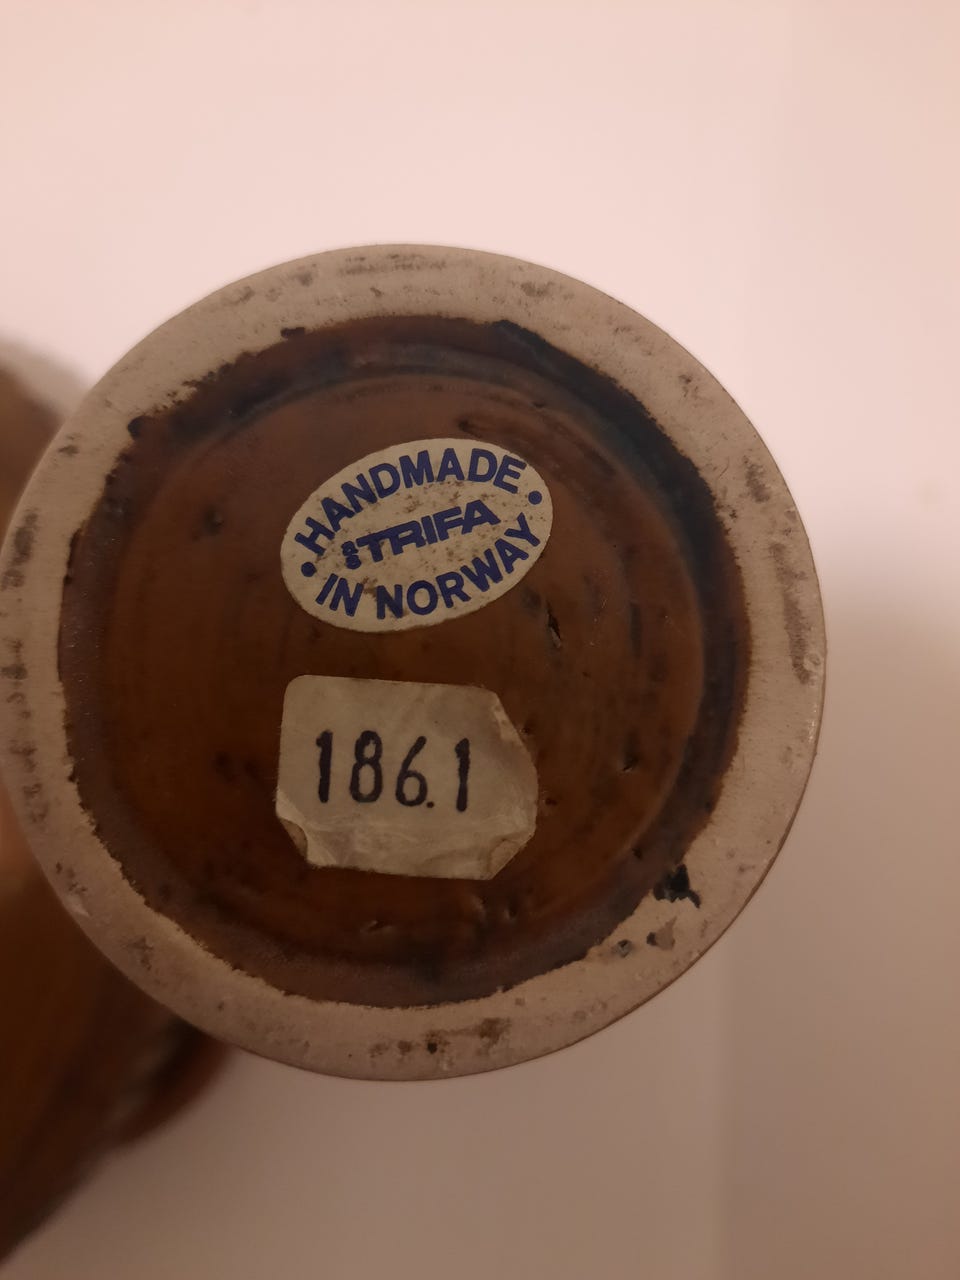 HANDMADE
TRIFA
IN NORWAY
186.1